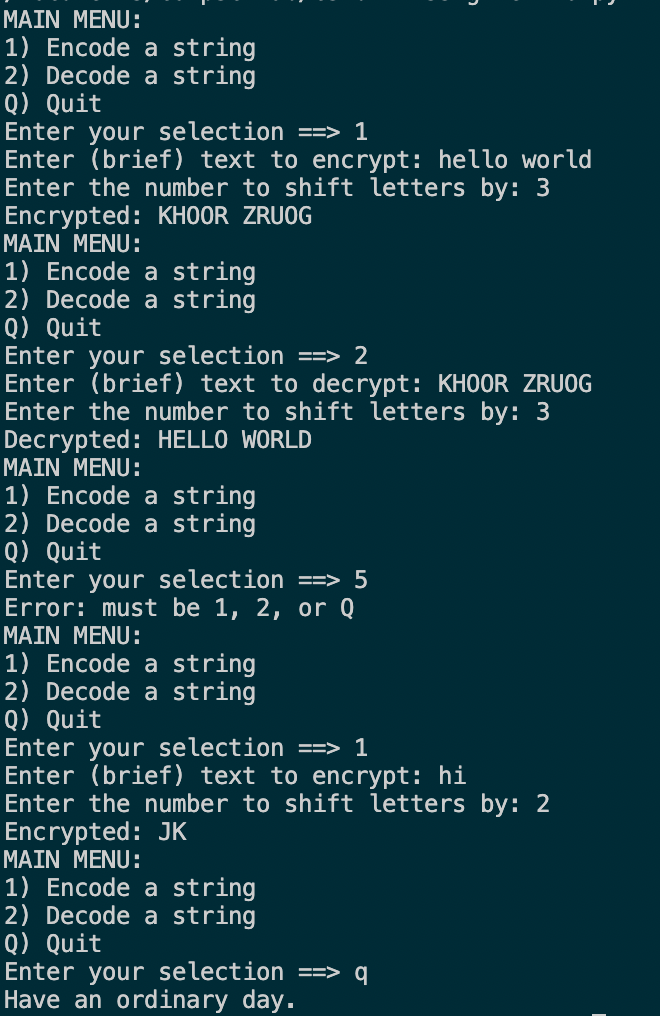 MAIN MENU:
1) Encode a string
2) Decode a string
Q) Quit
Enter your selection ==> 1
Enter (brief) text to encrypt: hello world
Enter the number to shift letters by: 3
Encrypted: KHOOR ZRUOG
MAIN MENU:
1) Encode a string
2) Decode a string
Q) Quit
Enter your selection ==> 2
Enter (brief) text to decrypt: KHOOR ZRUOG
Enter the number to shift letters by: 3
Decrypted: HELLO WORLD
MAIN MENU:
1) Encode a string
2) Decode a string
Q) Quit
Enter your selection ==> 5
Error: must be 1, 2, or Q
MAIN MENU:
1) Encode a string
2) Decode a string
Q) Quit
Enter your selection ==> 1
Enter (brief) text to encrypt: hi
Enter the number to shift letters by: 2
Encrypted: JK
MAIN MENU:
1) Encode a string
2) Decode a string
Q) Quit
Enter your selection ==> q
Have an ordinary day.